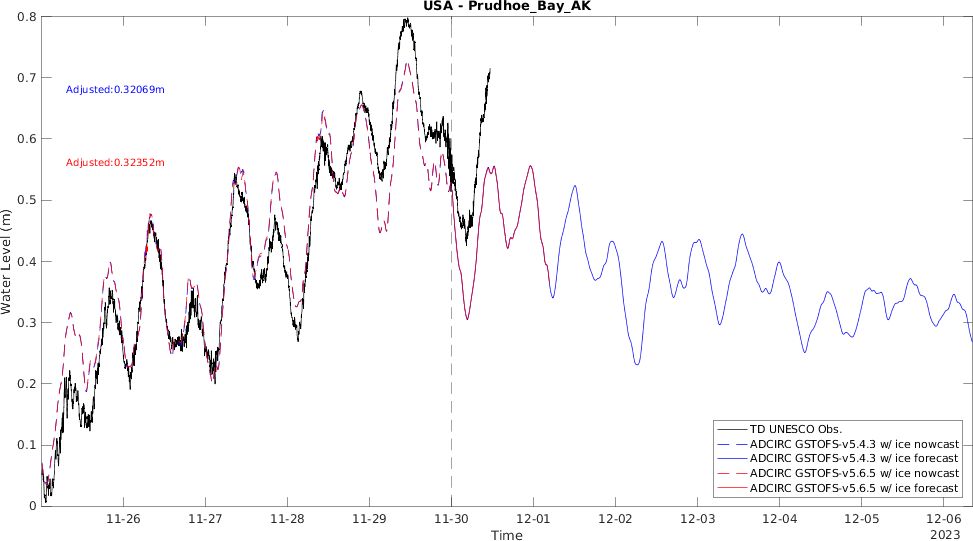 USA - Prudhoe_Bay_AK
0.8
0.7
0.6
0.5
0.4
0.3
0.2
0.1
0
Water Level (m)
Adjusted:0.32069m
Adjusted:0.32352m
TD UNESCO Obs.
ADCIRC GSTOFS-v5.4.3 w/ ice nowcast
ADCIRC GSTOFS-v5.4.3 w/ ice forecast
ADCIRC GSTOFS-v5.6.5 w/ ice nowcast
ADCIRC GSTOFS-v5.6.5 w/ ice forecast
11-26 11-27 11-28 11-29 11-30 12-01 12-02 12-03 12-04 12-05 12-06
Time
2023